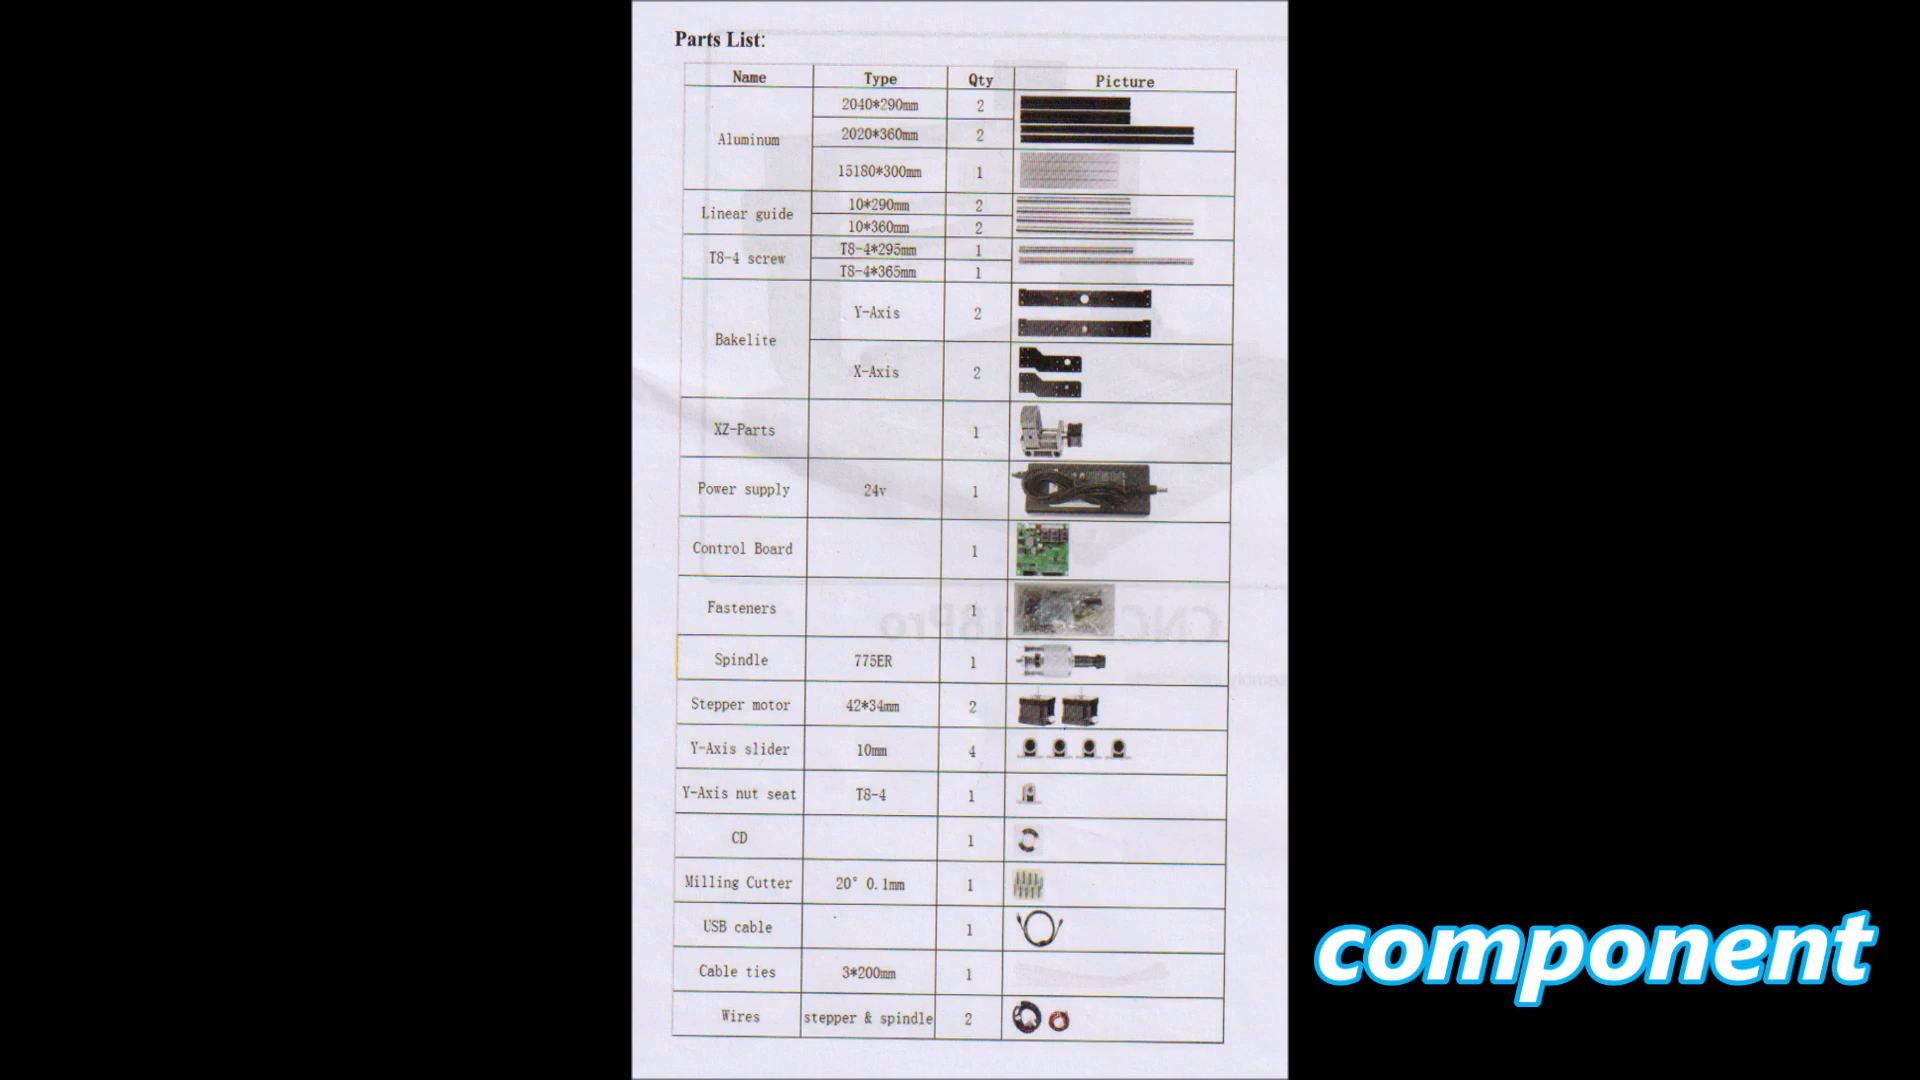 Parts List:
Name Type Qty Picture
Aluminum
2040*290mm 2
2020*360mm 2
15180*300mm 1
Linear guide
10*290mm 2
10*360mm 2
T8-4 screw
T8-4*295mm 1
T8-4*365mm 1
Bakelite
Y-Axis 2
X-Axis 2
XZ-Parts 1
Power supply 24v 1
Control Board 1
Fasteners 1
Spindle 775ER 1
Stepper motor 42*34mm 2
Y-Axis slider 10mm 4
Y-Axis nut seat T8-4 1
CD 1
Milling Cutter 20° 0.1mm 1
USB cable 1
Cable ties 3*200mm 1
Wires stepper & spindle 2
component